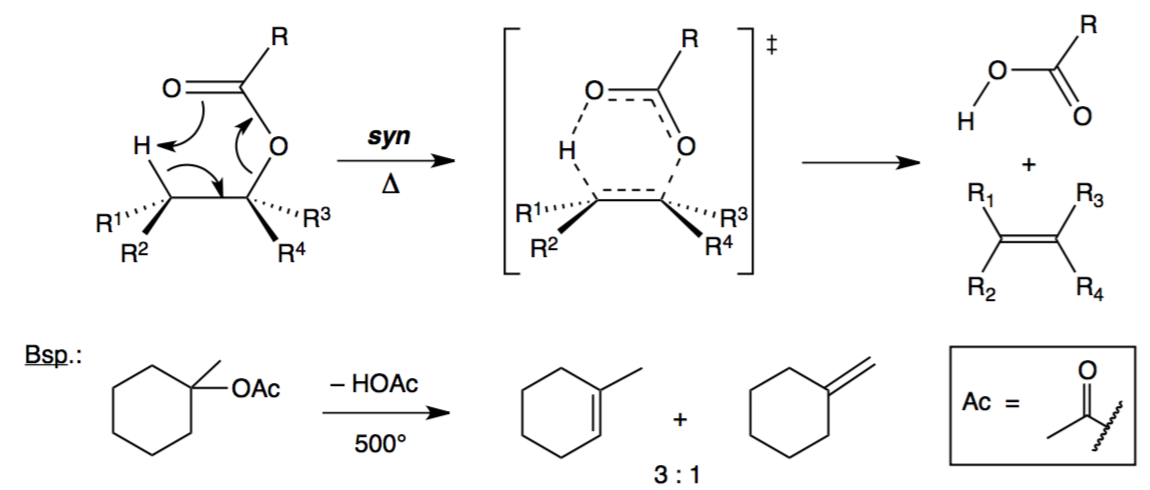 R
O
H
O
R¹
R²
R³
R⁴
syn
Δ
R
O
H
O
R¹
R²
R³
R⁴
‡
R
O
H
O
+
R₁
R₂
R₃
R₄
Bsp.:
OAc
– HOAc
500°
+
3 : 1
Ac =
O